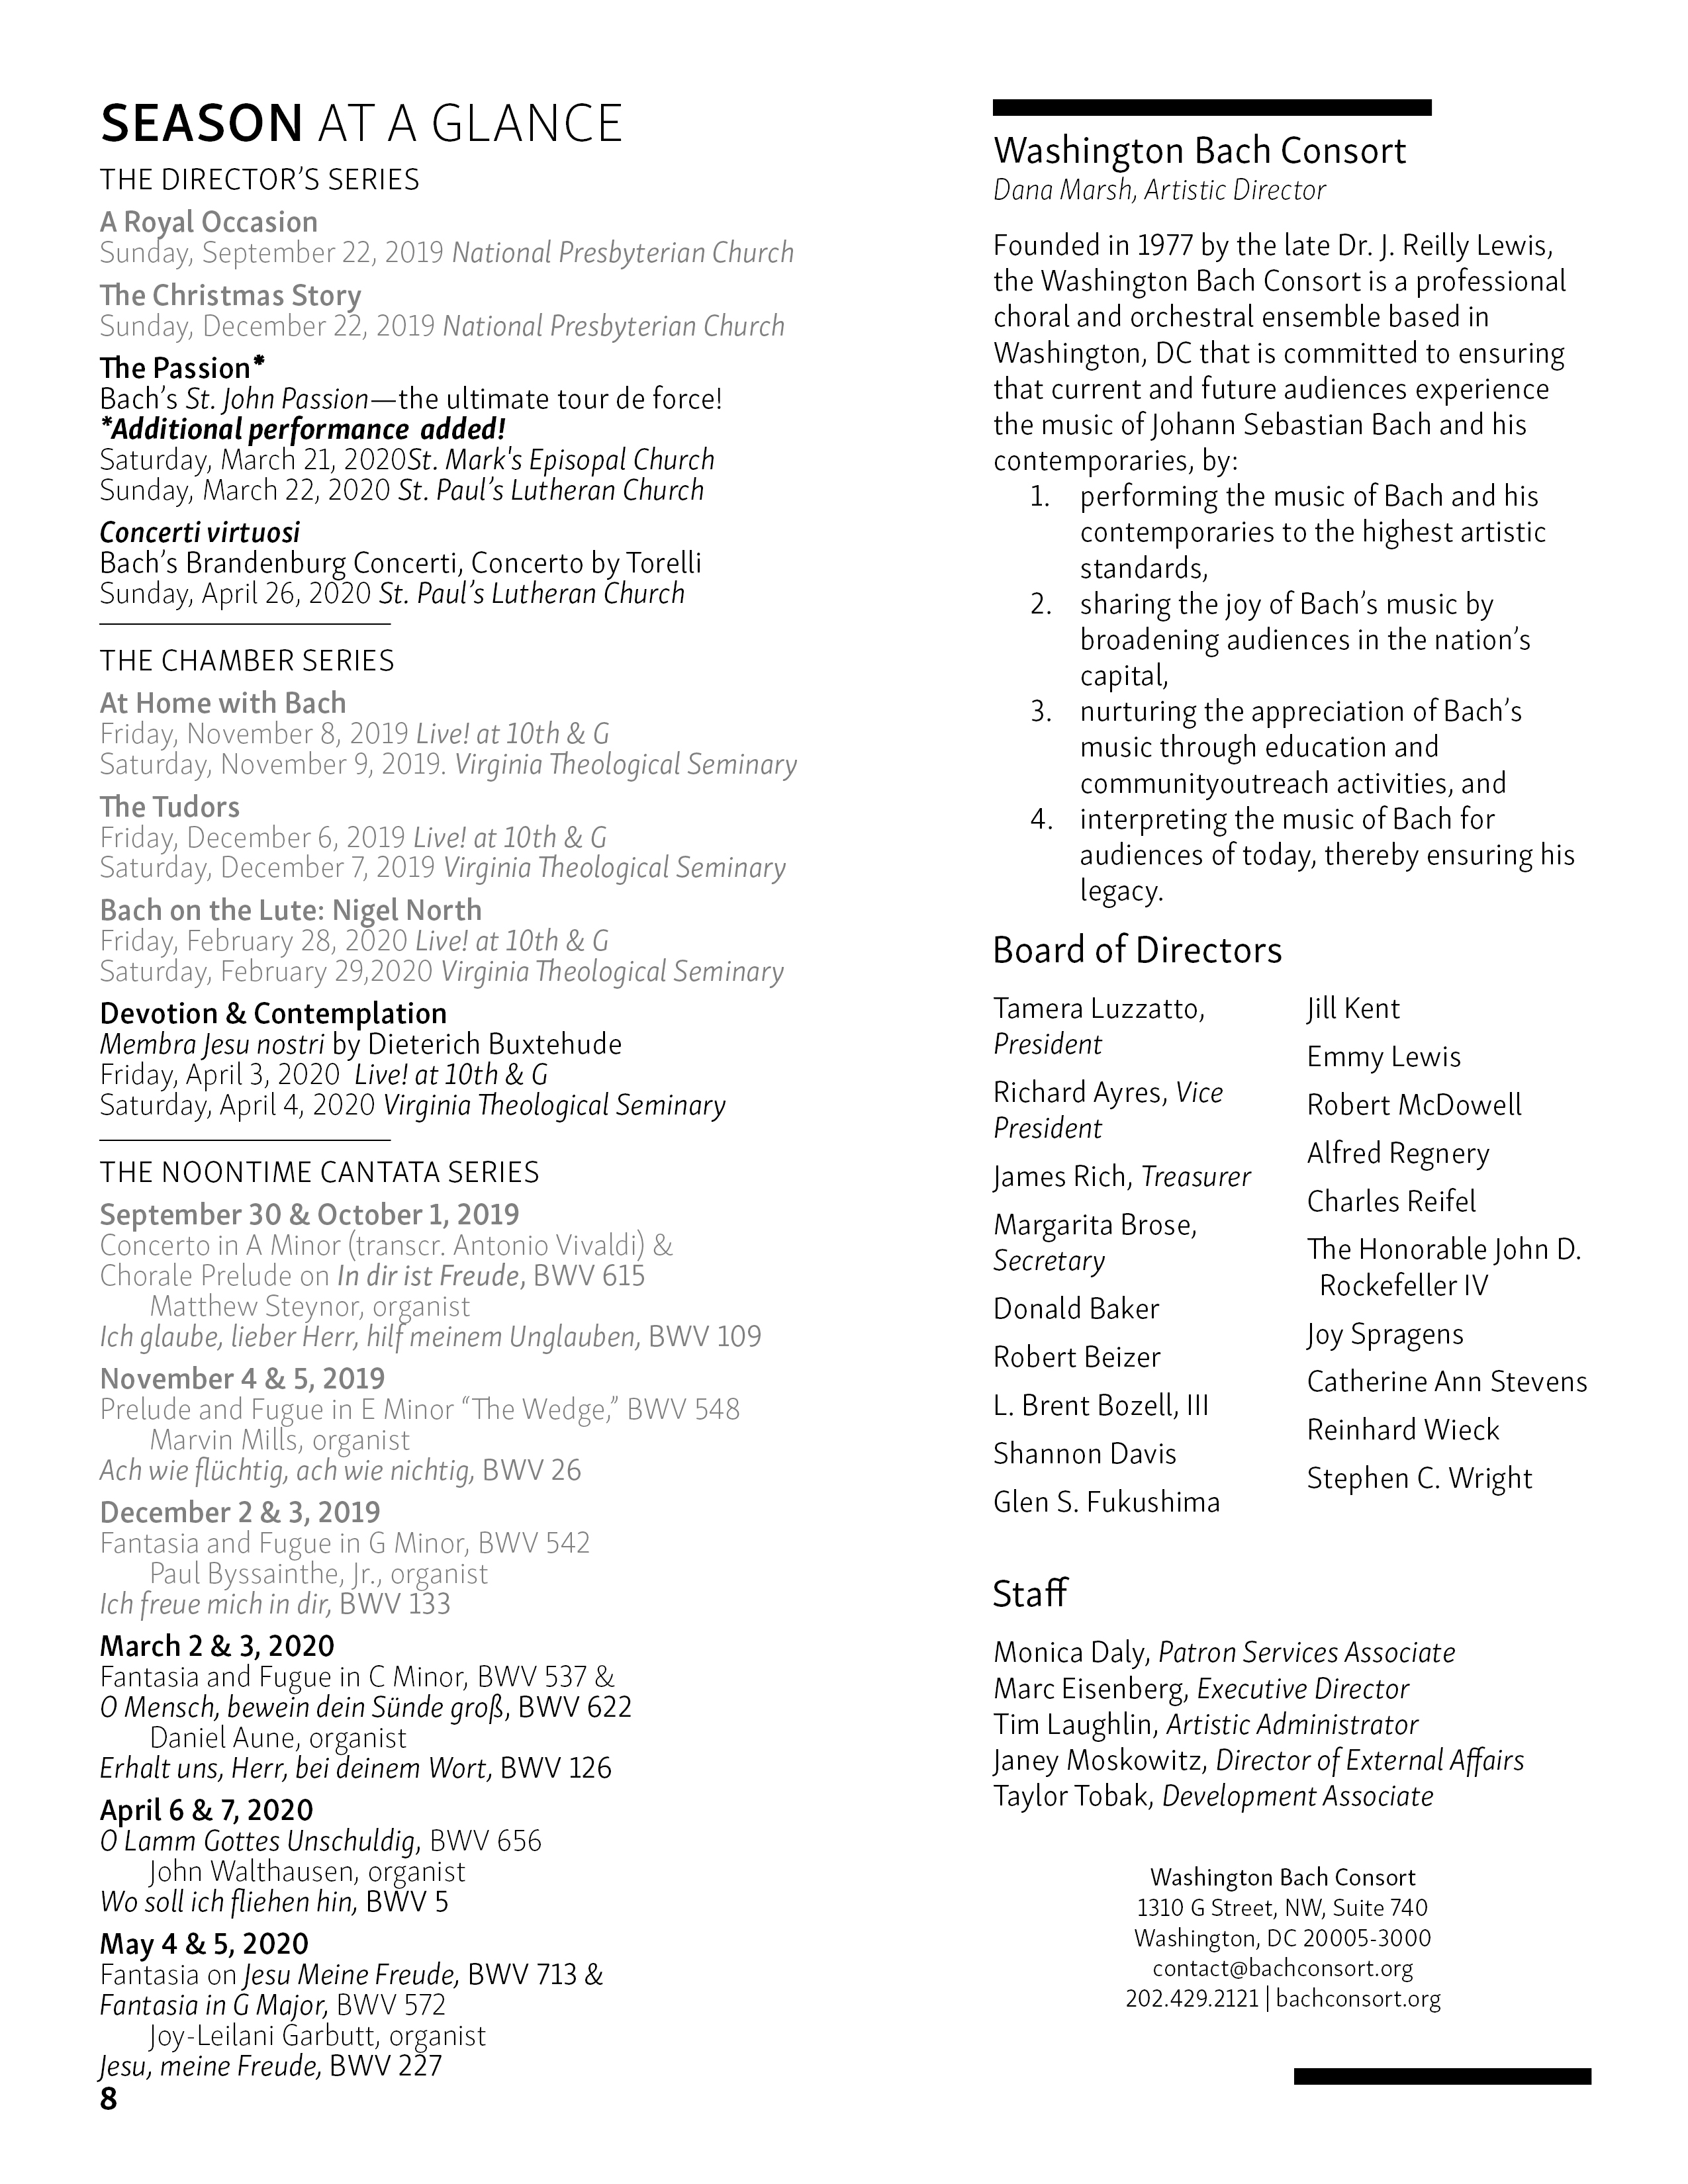 SEASON AT A GLANCE
THE DIRECTOR’S SERIES
A Royal Occasion
Sunday, September 22, 2019 National Presbyterian Church
The Christmas Story
Sunday, December 22, 2019 National Presbyterian Church
The Passion*
Bach’s St. John Passion—the ultimate tour de force!
*Additional performance  added!
Saturday, March 21, 2020St. Mark's Episopal Church
Sunday, March 22, 2020 St. Paul’s Lutheran Church
Concerti virtuosi
Bach’s Brandenburg Concerti, Concerto by Torelli
Sunday, April 26, 2020 St. Paul’s Lutheran Church
THE CHAMBER SERIES
At Home with Bach
Friday, November 8, 2019 Live! at 10th & G
Saturday, November 9, 2019. Virginia Theological Seminary
The Tudors
Friday, December 6, 2019 Live! at 10th & G
Saturday, December 7, 2019 Virginia Theological Seminary
Bach on the Lute: Nigel North
Friday, February 28, 2020 Live! at 10th & G
Saturday, February 29,2020 Virginia Theological Seminary
Devotion & Contemplation
Membra Jesu nostri by Dieterich Buxtehude
Friday, April 3, 2020  Live! at 10th & G
Saturday, April 4, 2020 Virginia Theological Seminary
THE NOONTIME CANTATA SERIES
September 30 & October 1, 2019
Concerto in A Minor (transcr. Antonio Vivaldi) &
Chorale Prelude on In dir ist Freude, BWV 615
Matthew Steynor, organist
Ich glaube, lieber Herr, hilf meinem Unglauben, BWV 109
November 4 & 5, 2019
Prelude and Fugue in E Minor “The Wedge,” BWV 548
Marvin Mills, organist
Ach wie flüchtig, ach wie nichtig, BWV 26
December 2 & 3, 2019
Fantasia and Fugue in G Minor, BWV 542
Paul Byssainthe, Jr., organist
Ich freue mich in dir, BWV 133
March 2 & 3, 2020
Fantasia and Fugue in C Minor, BWV 537 &
O Mensch, bewein dein Sünde groß, BWV 622
Daniel Aune, organist
Erhalt uns, Herr, bei deinem Wort, BWV 126
April 6 & 7, 2020
O Lamm Gottes Unschuldig, BWV 656
John Walthausen, organist
Wo soll ich fliehen hin, BWV 5
May 4 & 5, 2020
Fantasia on Jesu Meine Freude, BWV 713 &
Fantasia in G Major, BWV 572
Joy-Leilani Garbutt, organist
Jesu, meine Freude, BWV 227
8
Washington Bach Consort
Dana Marsh, Artistic Director
Founded in 1977 by the late Dr. J. Reilly Lewis,
the Washington Bach Consort is a professional
choral and orchestral ensemble based in
Washington, DC that is committed to ensuring
that current and future audiences experience
the music of Johann Sebastian Bach and his
contemporaries, by:
1. performing the music of Bach and his
contemporaries to the highest artistic
standards,
2. sharing the joy of Bach’s music by
broadening audiences in the nation’s
capital,
3. nurturing the appreciation of Bach’s
music through education and
communityoutreach activities, and
4. interpreting the music of Bach for
audiences of today, thereby ensuring his
legacy.
Board of Directors
Tamera Luzzatto,
President
Richard Ayres, Vice
President
James Rich, Treasurer
Margarita Brose,
Secretary
Donald Baker
Robert Beizer
L. Brent Bozell, III
Shannon Davis
Glen S. Fukushima
Jill Kent
Emmy Lewis
Robert McDowell
Alfred Regnery
Charles Reifel
The Honorable John D.
Rockefeller IV
Joy Spragens
Catherine Ann Stevens
Reinhard Wieck
Stephen C. Wright
Staff
Monica Daly, Patron Services Associate
Marc Eisenberg, Executive Director
Tim Laughlin, Artistic Administrator
Janey Moskowitz, Director of External Affairs
Taylor Tobak, Development Associate
Washington Bach Consort
1310 G Street, NW, Suite 740
Washington, DC 20005-3000
contact@bachconsort.org
202.429.2121 | bachconsort.org